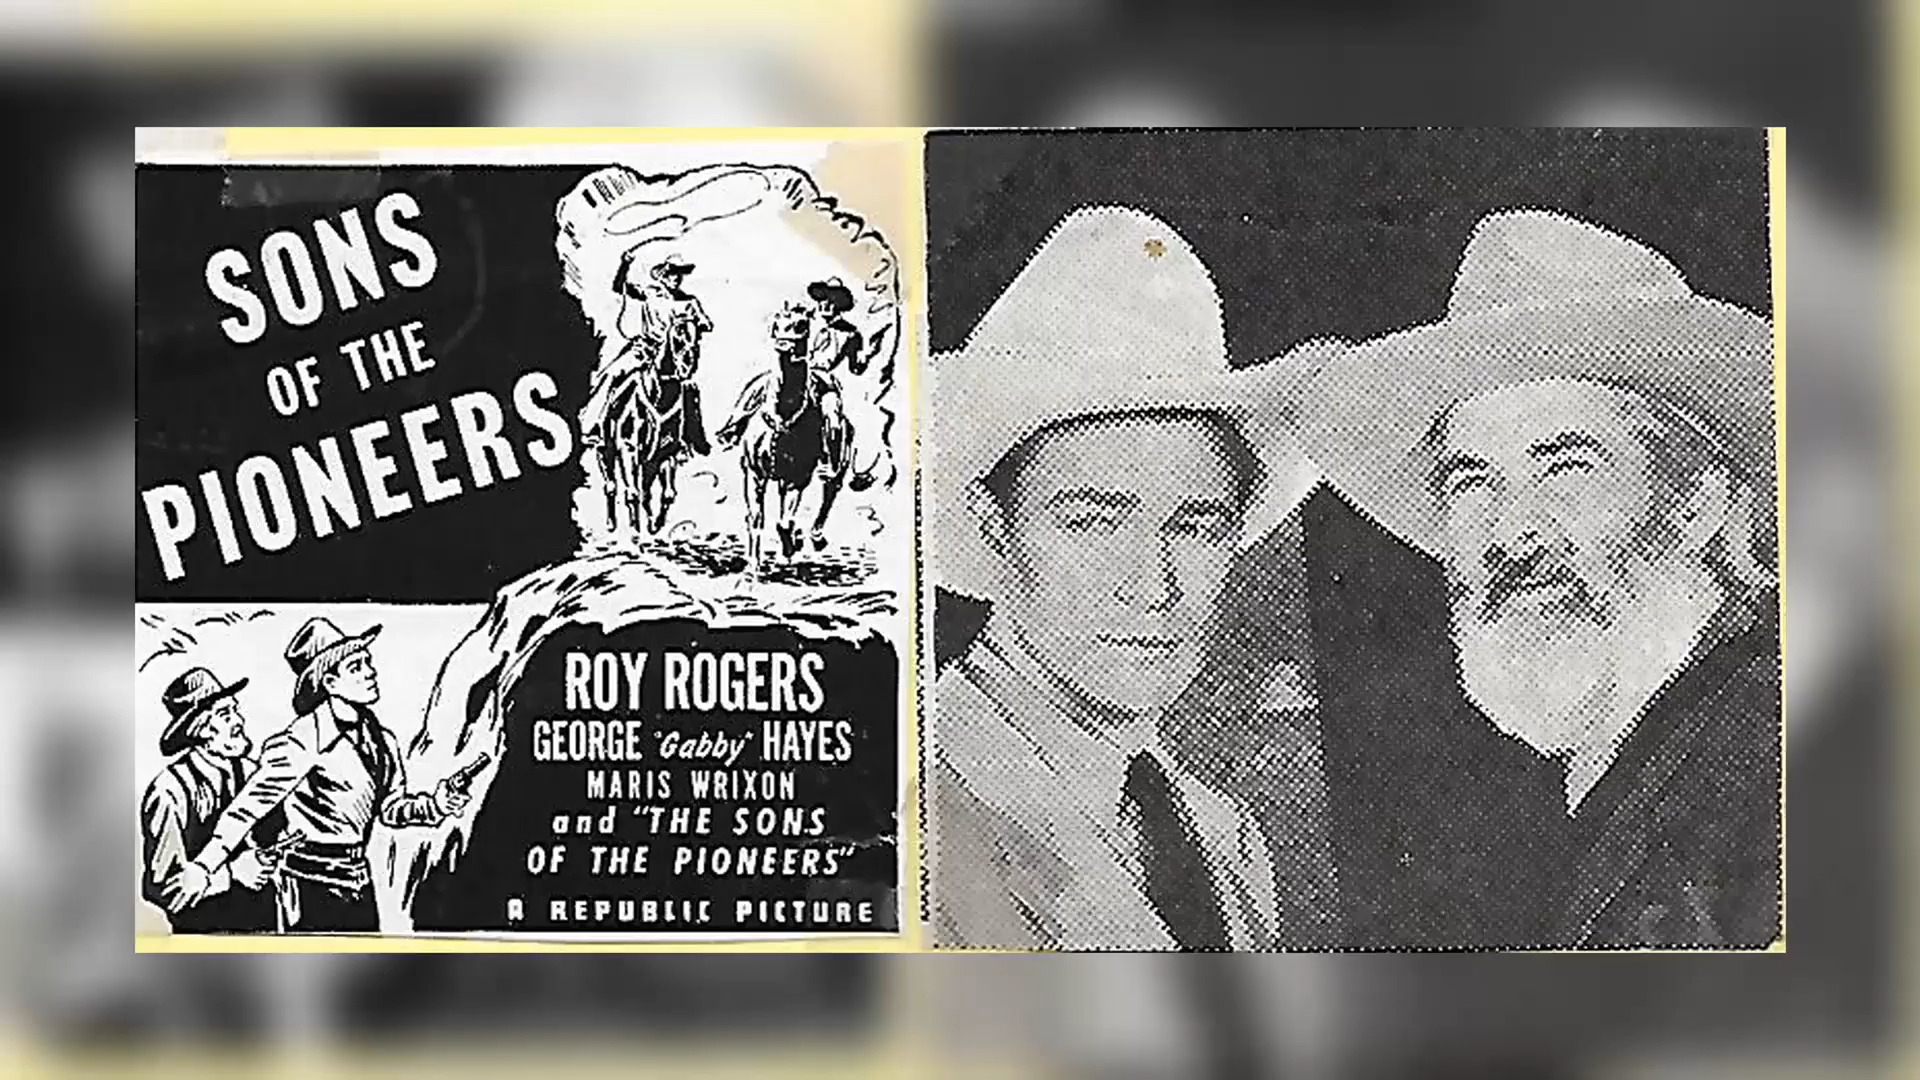 SONS
OF THE
PIONEERS
ROY ROGERS
GEORGE "Gabby" HAYES
MARIS WRIXON
and "THE SONS
OF THE PIONEERS"
A REPUBLIC PICTURE